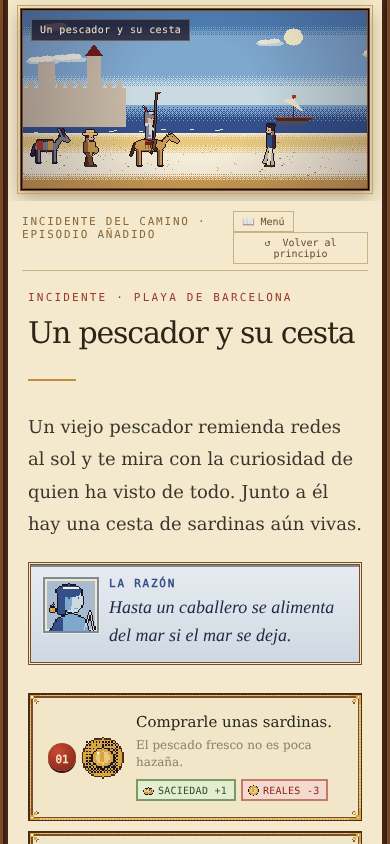 Un pescador y su cesta
INCIDENTE DEL CAMINO ·
EPISODIO AÑADIDO
📖 Menú
↺ Volver al
principio
INCIDENTE · PLAYA DE BARCELONA
Un pescador y su cesta
Un viejo pescador remienda redes
al sol y te mira con la curiosidad de
quien ha visto de todo. Junto a él
hay una cesta de sardinas aún vivas.
LA RAZÓN
Hasta un caballero se alimenta
del mar si el mar se deja.
01
Comprarle unas sardinas.
El pescado fresco no es poca
hazaña.
SACIEDAD +1
REALES -3